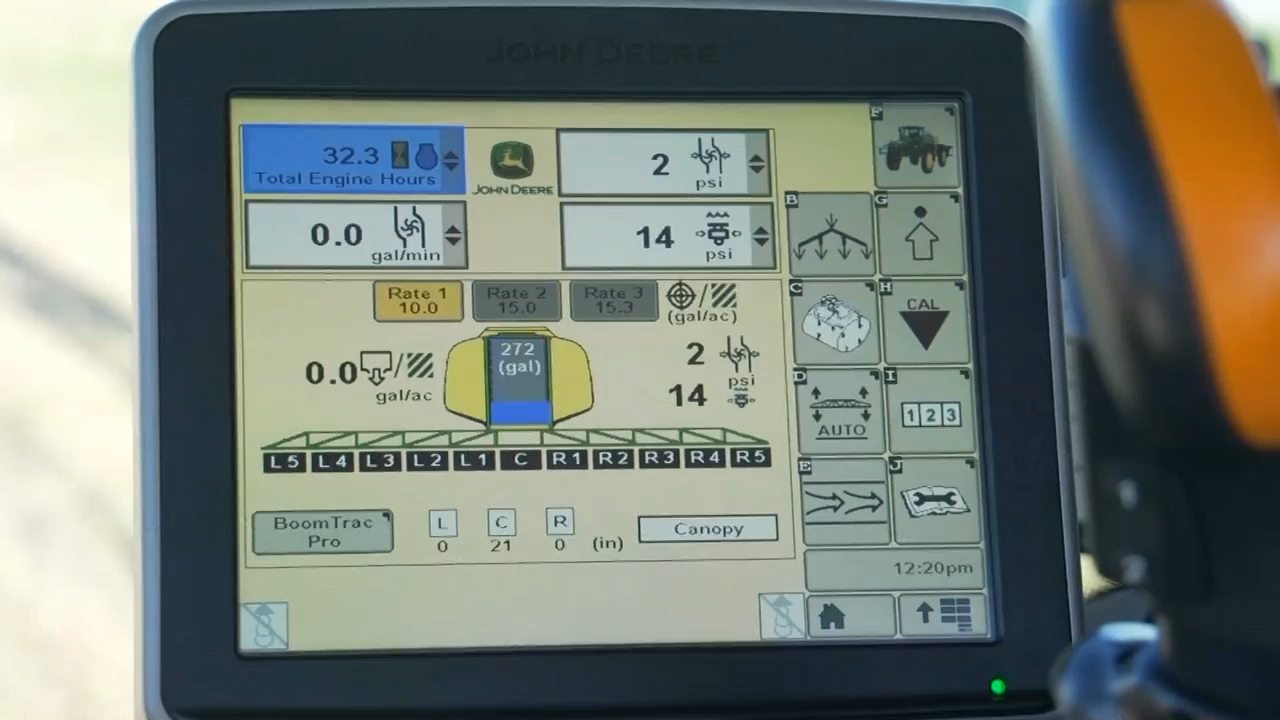 JOHN DEERE
32.3
Total Engine Hours
JOHN DEERE
2
psi
0.0
gal/min
14
psi
Rate 1
10.0
Rate 2
15.0
Rate 3
15.3
(gal/ac)
272
(gal)
0.0
gal/ac
2
psi
14
L5 L4 L3 L2 L1 C R1 R2 R3 R4 R5
BoomTrac
Pro
L C R
0 21 0 (in)
Canopy
F
B
G
C
H
CAL
D
AUTO
I
1 2 3
E
J
12:20pm